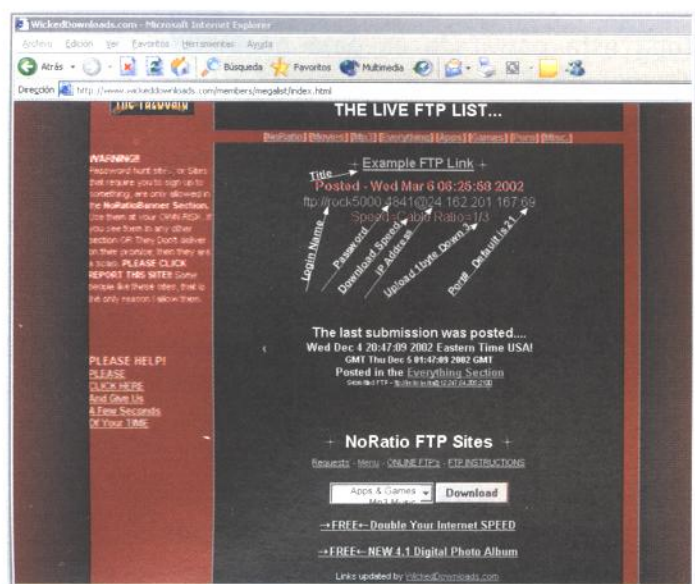 WickedDownloads.com - Microsoft Internet Explorer
Archivo Edición Ver Favoritos Herramientas Ayuda
Atrás Búsqueda Favoritos Multimedia
Dirección http://www.wickeddownloads.com/members/megalist/index.html
THE LIVE FTP LIST...
[NoRatio] [Movies] [Mp3] [Everything] [Apps] [Games] [Porn] [Misc.]
WARNING!!
Password hunt site, or Sites
that require you to sign up to
something, are only allowed in
the NoRatioBanner Section.
Use them at your OWN RISK. If
you see them in any other
section OR They Don't deliver
on their promise, then they are
a scam. PLEASE CLICK
REPORT THIS SITE!! Some
people like these sites, that is
the only reason I allow them.
PLEASE HELP!
PLEASE
CLICK HERE
And Give Us
A Few Seconds
Of Your TIME
+ Example FTP Link +
Title
Posted - Wed Mar 6 06:25:58 2002
ftp://rock5000:4841@24.162.201.167:69
Speed=Cable Ratio=1/3
Login Name
Password
Download Speed
IP Address
Upload 1byte Down 3
Port# . Default is 21
The last submission was posted....
Wed Dec 4 20:47:09 2002 Eastern Time USA!
GMT Thu Dec 5 01:47:09 2002 GMT
Posted in the Everything Section
+ NoRatio FTP Sites +
Requests - Menu - ONLINE FTP's - FTP INSTRUCTIONS
Apps & Games Download
Mp3 Music
→FREE← Double Your Internet SPEED
→FREE← NEW 4.1 Digital Photo Album
Links updated by WickedDownloads.com